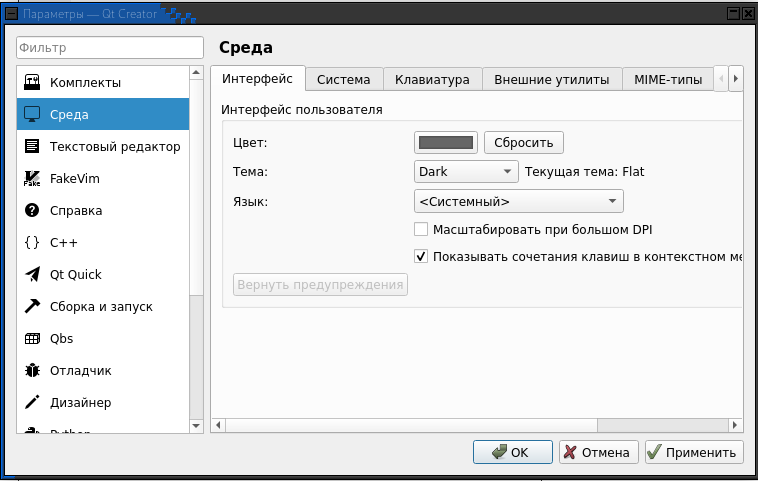 Параметры — Qt Creator
Фильтр
Комплекты
Среда
Текстовый редактор
FakeVim
Справка
C++
Qt Quick
Сборка и запуск
Qbs
Отладчик
Дизайнер
Python
Среда
Интерфейс
Система
Клавиатура
Внешние утилиты
MIME-типы
Интерфейс пользователя
Цвет:
Сбросить
Тема:
Dark
Текущая тема: Flat
Язык:
<Системный>
Масштабировать при большом DPI
Показывать сочетания клавиш в контекстном ме
Вернуть предупреждения
OK
Отмена
Применить